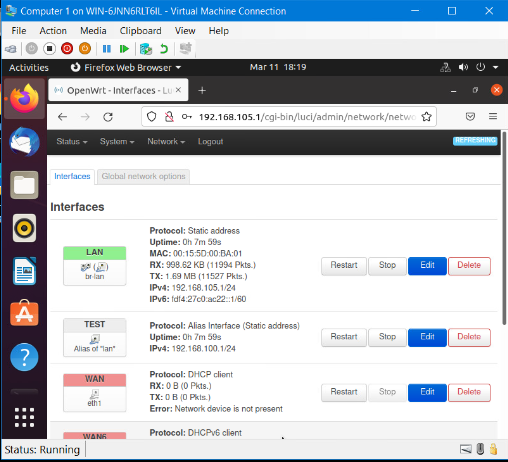 Computer 1 on WIN-6JNN6RLT6IL - Virtual Machine Connection
File Action Media Clipboard View Help
Activities Firefox Web Browser Mar 11 18:19
OpenWrt - Interfaces - Lu
192.168.105.1/cgi-bin/luci/admin/network/netwo
Status System Network Logout REFRESHING
Interfaces Global network options
Interfaces
LAN
br-lan
Protocol: Static address
Uptime: 0h 7m 59s
MAC: 00:15:5D:00:BA:01
RX: 998.62 KB (11994 Pkts.)
TX: 1.69 MB (11527 Pkts.)
IPv4: 192.168.105.1/24
IPv6: fdf4:27c0:ac22::1/60
Restart Stop Edit Delete
TEST
Alias of "lan"
Protocol: Alias Interface (Static address)
Uptime: 0h 7m 59s
IPv4: 192.168.100.1/24
Restart Stop Edit Delete
WAN
eth1
Protocol: DHCP client
RX: 0 B (0 Pkts.)
TX: 0 B (0 Pkts.)
Error: Network device is not present
Restart Stop Edit Delete
WAN6
Protocol: DHCPv6 client
Status: Running